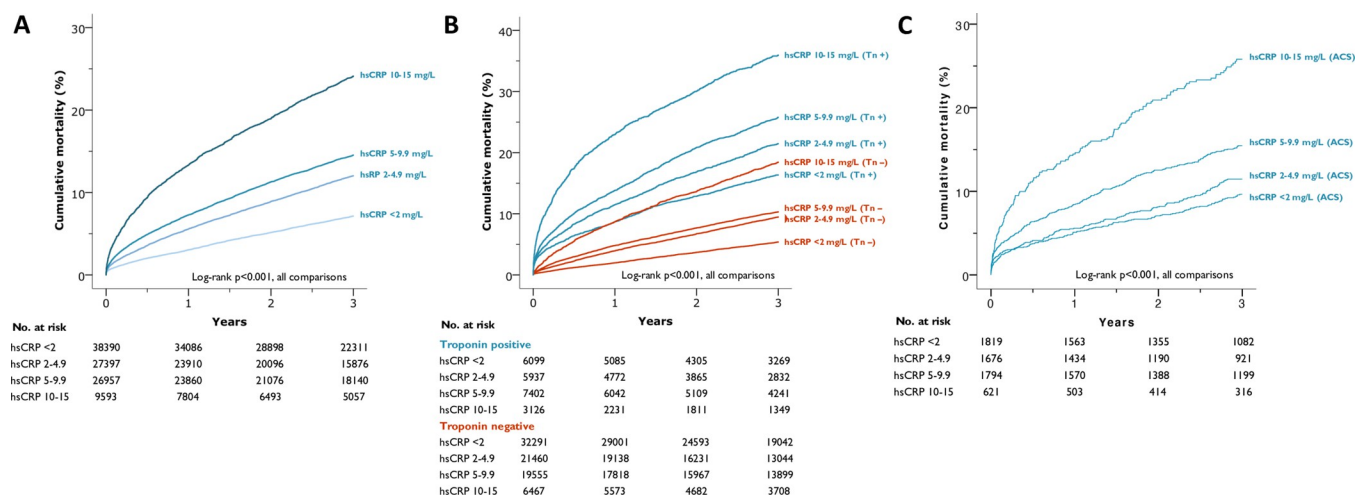 A
Cumulative mortality (%)
30
20
10
0
hsCRP 10-15 mg/L
hsCRP 5-9.9 mg/L
hsRP 2-4.9 mg/L
hsCRP <2 mg/L
Log-rank p<0.001, all comparisons
0 1 2 3
Years
No. at risk
hsCRP <2 38390 34086 28898 22311
hsCRP 2-4.9 27397 23910 20096 15876
hsCRP 5-9.9 26957 23860 21076 18140
hsCRP 10-15 9593 7804 6493 5057
B
Cumulative mortality (%)
40
30
20
10
0
hsCRP 10-15 mg/L (Tn +)
hsCRP 5-9.9 mg/L (Tn +)
hsCRP 2-4.9 mg/L (Tn +)
hsCRP 10-15 mg/L (Tn –)
hsCRP <2 mg/L (Tn +)
hsCRP 5-9.9 mg/L (Tn –
hsCRP 2-4.9 mg/L (Tn –)
hsCRP <2 mg/L (Tn –)
Log-rank p<0.001, all comparisons
0 1 2 3
Years
No. at risk
Troponin positive
hsCRP <2 6099 5085 4305 3269
hsCRP 2-4.9 5937 4772 3865 2832
hsCRP 5-9.9 7402 6042 5109 4241
hsCRP 10-15 3126 2231 1811 1349
Troponin negative
hsCRP <2 32291 29001 24593 19042
hsCRP 2-4.9 21460 19138 16231 13044
hsCRP 5-9.9 19555 17818 15967 13899
hsCRP 10-15 6467 5573 4682 3708
C
Cumulative mortality (%)
30
20
10
0
hsCRP 10-15 mg/L (ACS)
hsCRP 5-9.9 mg/L (ACS)
hsCRP 2-4.9 mg/L (ACS)
hsCRP <2 mg/L (ACS)
Log-rank p<0.001, all comparisons
0 1 2 3
Years
No. at risk
hsCRP <2 1819 1563 1355 1082
hsCRP 2-4.9 1676 1434 1190 921
hsCRP 5-9.9 1794 1570 1388 1199
hsCRP 10-15 621 503 414 316